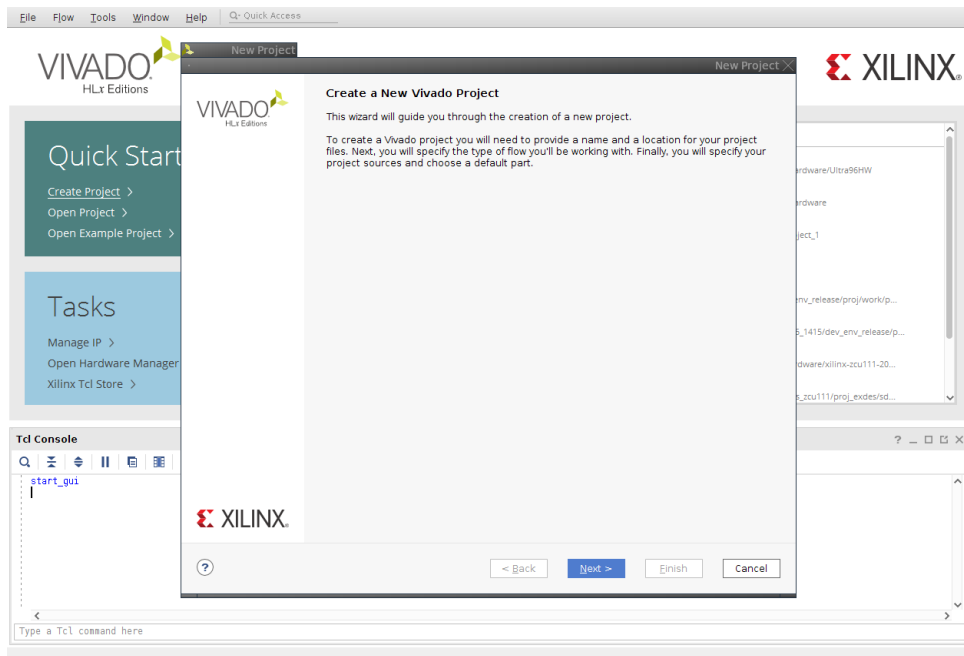 File Flow Tools Window Help Q- Quick Access
VIVADO.
HLx Editions
XILINX.
New Project
New Project
VIVADO.
HLx Editions
Create a New Vivado Project
This wizard will guide you through the creation of a new project.
To create a Vivado project you will need to provide a name and a location for your project
files. Next, you will specify the type of flow you'll be working with. Finally, you will specify your
project sources and choose a default part.
Quick Start
Create Project >
Open Project >
Open Example Project >
Tasks
Manage IP >
Open Hardware Manager
Xilinx Tcl Store >
ardware/Ultra96HW
ardware
ject_1
env_release/proj/work/p...
5_1415/dev_env_release/p...
dware/xilinx-zcu111-20...
s_zcu111/proj_exdes/sd...
XILINX.
?
< Back
Next >
Finish
Cancel
Tcl Console
?
start_gui
Type a Tcl command here